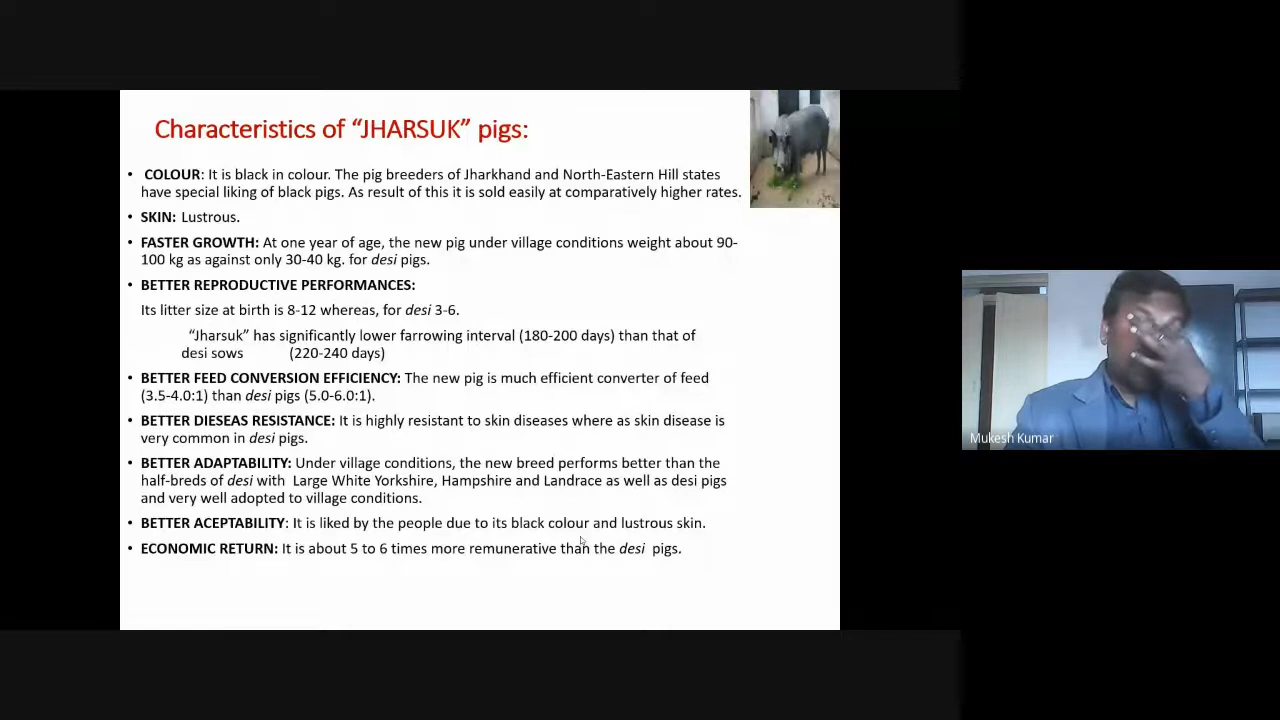 Characteristics of “JHARSUK” pigs:
• COLOUR: It is black in colour. The pig breeders of Jharkhand and North-Eastern Hill states
have special liking of black pigs. As result of this it is sold easily at comparatively higher rates.
• SKIN: Lustrous.
• FASTER GROWTH: At one year of age, the new pig under village conditions weight about 90-
100 kg as against only 30-40 kg. for desi pigs.
• BETTER REPRODUCTIVE PERFORMANCES:
Its litter size at birth is 8-12 whereas, for desi 3-6.
“Jharsuk” has significantly lower farrowing interval (180-200 days) than that of
desi sows (220-240 days)
• BETTER FEED CONVERSION EFFICIENCY: The new pig is much efficient converter of feed
(3.5-4.0:1) than desi pigs (5.0-6.0:1).
• BETTER DIESEAS RESISTANCE: It is highly resistant to skin diseases where as skin disease is
very common in desi pigs.
• BETTER ADAPTABILITY: Under village conditions, the new breed performs better than the
half-breds of desi with Large White Yorkshire, Hampshire and Landrace as well as desi pigs
and very well adopted to village conditions.
• BETTER ACEPTABILITY: It is liked by the people due to its black colour and lustrous skin.
• ECONOMIC RETURN: It is about 5 to 6 times more remunerative than the desi pigs.
Mukesh Kumar